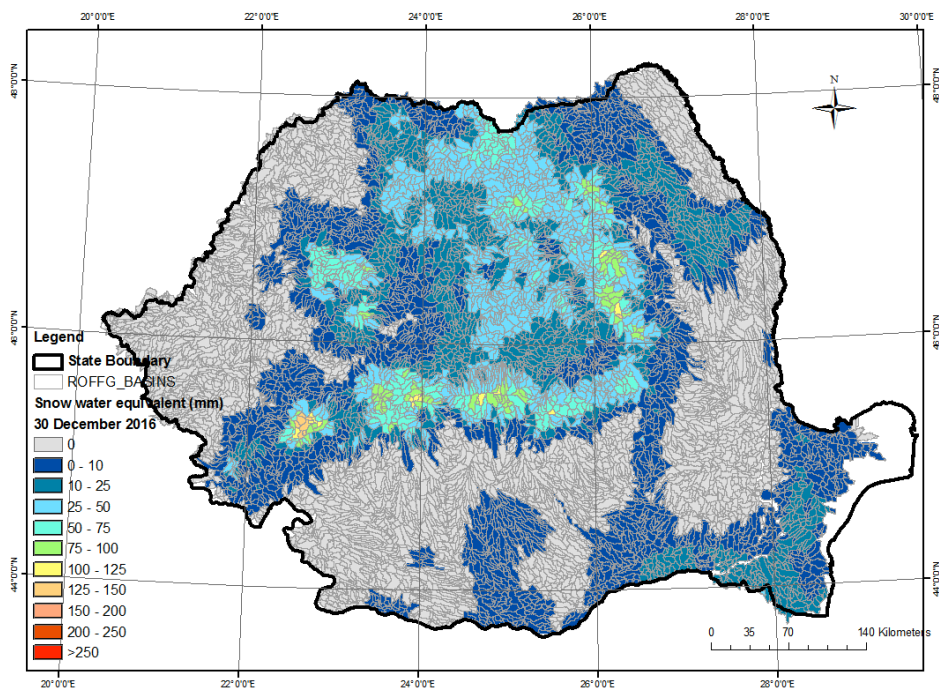 20°0'0"E 22°0'0"E 24°0'0"E 26°0'0"E 28°0'0"E 30°0'0"E
48°0'0"N 48°0'0"N
N
46°0'0"N 46°0'0"N
Legend
State Boundary
ROFFG_BASINS
Snow water equivalent (mm)
30 December 2016
0
0 - 10
10 - 25
25 - 50
50 - 75
75 - 100
100 - 125
125 - 150
150 - 200
200 - 250
>250
44°0'0"N 44°0'0"N
0 35 70 140 Kilometers
20°0'0"E 22°0'0"E 24°0'0"E 26°0'0"E 28°0'0"E